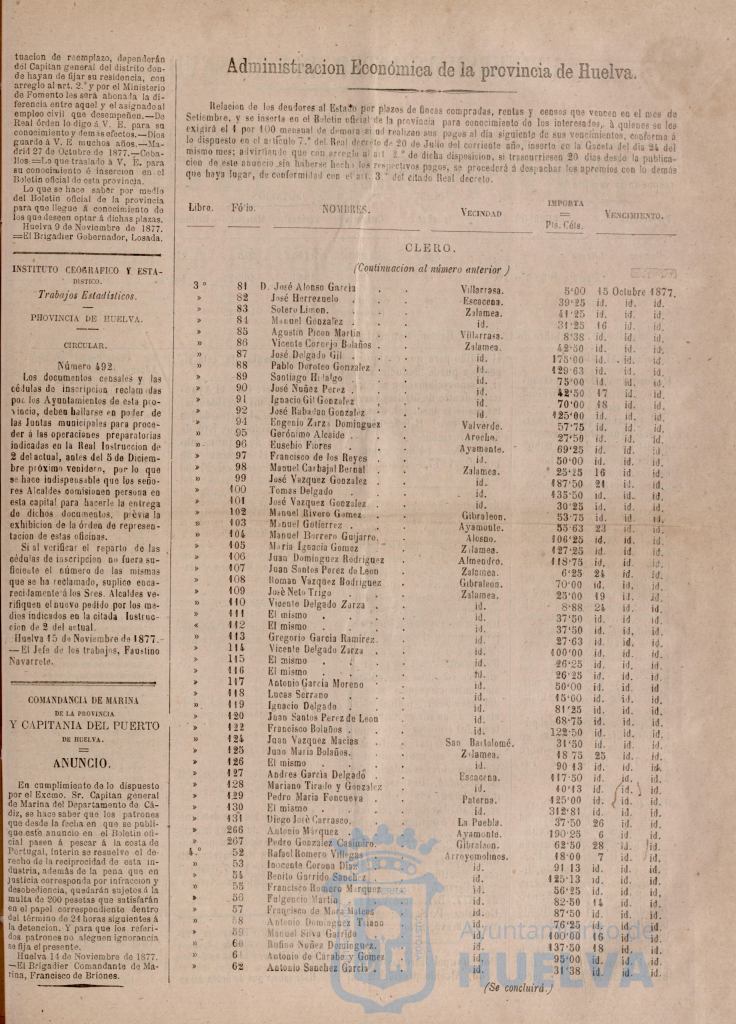 tuacion de reemplazo, dependerán
del Capitan general del distrito don-
de hayan de fijar su residencia, con
arreglo al art. 2.° y por el Ministerio
de Fomento les será abonada la di-
ferencia entre aquel y el asignado al
empleo civil que desempeñen.—De
Real órden lo digo á V. E. para su
conocimiento y demás efectos.—Dios
guarde á V. E muchos años.—Ma-
drid 27 de Octubre de 1877.—Ceba-
llos.=Lo que traslado á V. E. para
su conocimiento é insercion en el
Boletin oficial de esta provincia.
Lo que se hace saber por medio
del Boletin oficial de la provincia
para que llegue á conocimiento de
los que deseen optar á dichas plazas.
Huelva 9 de Noviembre de 1877.
=El Brigadier Gobernador, Losada.
INSTITUTO GEOGRAFICO Y ESTA-
DISTICO.
Trabajos Estadísticos.
PROVINCIA DE HUELVA.
CIRCULAR.
Número 492.
Los documentos censales y las
cédulas de inscripcion reclamadas
por los Ayuntamientos de esta pro-
vincia, deben hallarse en poder de
las Juntas municipales para proce-
der á las operaciones preparatorias
indicadas en la Real Instruccion de
2 del actual, antes del 5 de Diciem-
bre próximo venidero, por lo que
se hace indispensable que los seño-
res Alcaldes comisionen persona en
esta capital para hacerle la entrega
de dichos documentos, prévia la
exhibicion de la órden de represen-
tacion de estas oficinas.
Si al verificar el reparto de las
cédulas de inscripcion no fuera su-
ficiente el número de las mismas
que se ha reclamado, suplico enca-
recidamente á los Sres. Alcaldes ve-
rifiquen el nuevo pedido por los me-
dios indicados en la citada Instruc-
cion de 2 del actual.
Huelva 15 de Noviembre de 1877.-
—El Jefe de los trabajos, Faustino
Navarrete.
COMANDANCIA DE MARINA
DE LA PROVINCIA
Y CAPITANIA DEL PUERTO
DE HUELVA.
ANUNCIO.
En cumplimiento de lo dispuesto
por el Excmo. Sr. Capitan general
de Marina del Departamento de Cá-
diz, se hace saber que los patrones
que desde la fecha en que se publi-
que este anuncio en el Boletin ofi-
cial pasen á pescar á la costa de
Portugal, interin se resuelve el de-
recho de la reciprocidad de esta in-
dustria, además de la pena que en
justicia corresponda por infraccion y
desobediencia, quedarán sujetos á la
multa de 200 pesetas que satisfarán
en el papel correspondiente dentro
del término de 24 horas siguientes á
la detencion. Y para que los referi-
dos patrones no aleguen ignorancia
se fija el presente.
Huelva 14 de Noviembre de 1877.
—El Brigadier Comandante de Ma-
rina, Francisco de Briones.
Administracion Económica de la provincia de Huelva.
Relacion de los deudores al Estado por plazos de fincas compradas, rentas y censos que vencen en el mes de
Setiembre, y se inserta en el Boletin oficial de la provincia para conocimiento de los interesados, á quienes se les
exigirá el 1 por 100 mensual de demora si no realizan sus pagos al dia siguiente de sus vencimientos, conforme á
lo dispuesto en el articulo 7.° del Real decreto de 20 de Julio del corriente año, inserto en la Gaceta del dia 24 del
mismo mes; advirtiendo que con arreglo al art. 2.° de dicha disposicion, si trascurriesen 20 dias desde la publica-
cion de este anuncio sin haberse hecho los respectivos pagos, se procederá á despachar los apremios con lo demás
que haya lugar, de conformidad con el art. 3.° del citado Real decreto.
Libro. Fólio. NOMBRES. VECINDAD IMPORTA = Pts. Cénts. VENCIMIENTO.
CLERO.
(Continuacion al número anterior)
3° 81 D. José Alonso Garcia . . Villarrasa. 5'00 15 Octubre 1877.
» 82 José Herrezuelo . . . Escacena. 39'25 id. id. id.
» 83 Sotero Limon. . . . Zalamea. 41'25 id. id. id.
» 84 Manuel Gonzalez . . . id. 31'25 16 id. id.
» 85 Agustin Picon Martin . . Villarrasa. 8'38 id. id. id.
» 86 Vicente Cornejo Bolaños . . Zalamea. 42'50 id. id. id.
» 87 José Delgado Gil . . . id. 175'00 id. id. id.
» 88 Pablo Doroteo Gonzalez . . id. 129'63 id. id. id.
» 89 Santiago Hidalgo . . . id. 75'00 id. id. id.
» 90 José Nuñez Perez . . . id. 42'50 17 id. id.
» 91 Ignacio Gil Gonzalez . . id. 70'00 18 id. id.
» 92 José Rabadan Gonzalez . . id. 125'00 id. id. id.
» 94 Eugenio Zarza Dominguez . . Valverde. 57'75 id. id. id.
» 95 Gerónimo Alcaide . . . Aroche. 27'50 id. id. id.
» 96 Eusebio Flores . . . Ayamonte. 69'25 id. id. id.
» 97 Francisco de los Reyes . . id. 50'00 id. id. id.
» 98 Manuel Carbajal Bernal . . Zalamea. 25'25 16 id. id.
» 99 José Vazquez Gonzalez . . id. 187'50 21 id. id.
» 100 Tomas Delgado . . . id. 435'50 id. id. id.
» 101 José Vazquez Gonzalez . . id. 30'25 id. id. id.
» 102 Manuel Rivero Gomez . . Gibraleon. 53'75 id. id. id.
» 103 Manuel Gutierrez . . . Ayamonte. 55'63 23 id. id.
» 104 Manuel Borrero Guijarro. . . Alosno. 106'25 id. id. id.
» 105 Maria Ignacia Gomez . . Zalamea. 127'25 id. id. id.
» 106 Juan Dominguez Rodriguez . Almendro. 118'75 id. id. id.
» 107 Juan Santos Perez de Leon . . Zalamea. 6'25 24 id. id.
» 108 Roman Vazquez Rodriguez . . Gibraleon. 70'00 id. id. id.
» 109 José Neto Trigo . . . Zalamea. 25'00 19 id. id.
» 110 Vicente Delgado Zarza . . id. 8'88 24 id. id.
» 111 El mismo . . . id. 37'50 id. id. id.
« 112 El mismo . . . id. 37'50 id. id. id.
» 113 Gregorio Garcia Ramirez. . id. 27'63 id. id. id.
» 114 Vicente Delgado Zarza . . id. 100'00 id. id. id.
» 115 El mismo . . . id. 26'25 id. id. id.
» 116 El mismo . . . id. 26'25 id. id. id.
» 117 Antonio Garcia Moreno . . id. 50'00 id. id. id.
» 118 Lucas Serrano . . . id. 15'00 id. id. id.
» 119 Ignacio Delgado . . . id. 81'25 id. id. id.
» 120 Juan Santos Perez de Leon . id. 68'75 id. id. id.
» 122 Francisco Bolaños . . . id. 122'50 id. id. id.
» 124 Juan Vazquez Macias . . San Bartolomé. 31'50 id. id. id.
» 125 Juan Maria Bolaños. . . Zalamea. 18 75 25 id. id.
» 126 El mismo . . . id. 90 13 id. id. id.
» 127 Andres Garcia Delgado . . Escacena. 117'50 id. id. id.
» 128 Mariano Tirado y Gonzalez . id. 40'13 id. id. id.
» 129 Pedro Maria Foncueva . . Paterna. 125'00 id. id. id.
» 130 El mismo . . . id. 312'81 id. id. id.
» 131 Diego José Carrasco. . . La Puebla. 37'50 26 id. id.
» 266 Antonio Márquez . . . Ayamonte. 190'25 6 id. id.
» 267 Pedro Gonzalez Casimiro. . Gibraleon. 62'50 28 id. id.
4.° 52 Rafael Romero Villegas . . Arroyomolinos. 18'00 7 id. id.
» 53 Inocente Corona Diaz . . id. 91 13 id. id. id.
» 54 Benito Garrido Sanchez . . id. 125'13 id. id. id.
» 55 Francisco Romero Marquez . id. 56'25 id. id. id.
» 56 Fulgencio Martin . . . id. 82'50 14 id. id.
» 57 Francisco de Mora Mateos . id. 87'50 id. id. id.
» 58 Antonio Dominguez Triano . id. 76'25 id. id. id.
» 59 Manuel Silva Garrido . . id. 100'00 16 id. id.
» 60 Rufino Nuñez Dominguez. . id. 137'50 18 id. id.
» 61 Antonio de Carabe y Gomez . id. 95'00 id. id. id.
» 62 Antonio Sanchez Garcia . . id. 31'38 id. id. id.
(Se concluirá.)
Ayuntamiento de
HUELVA